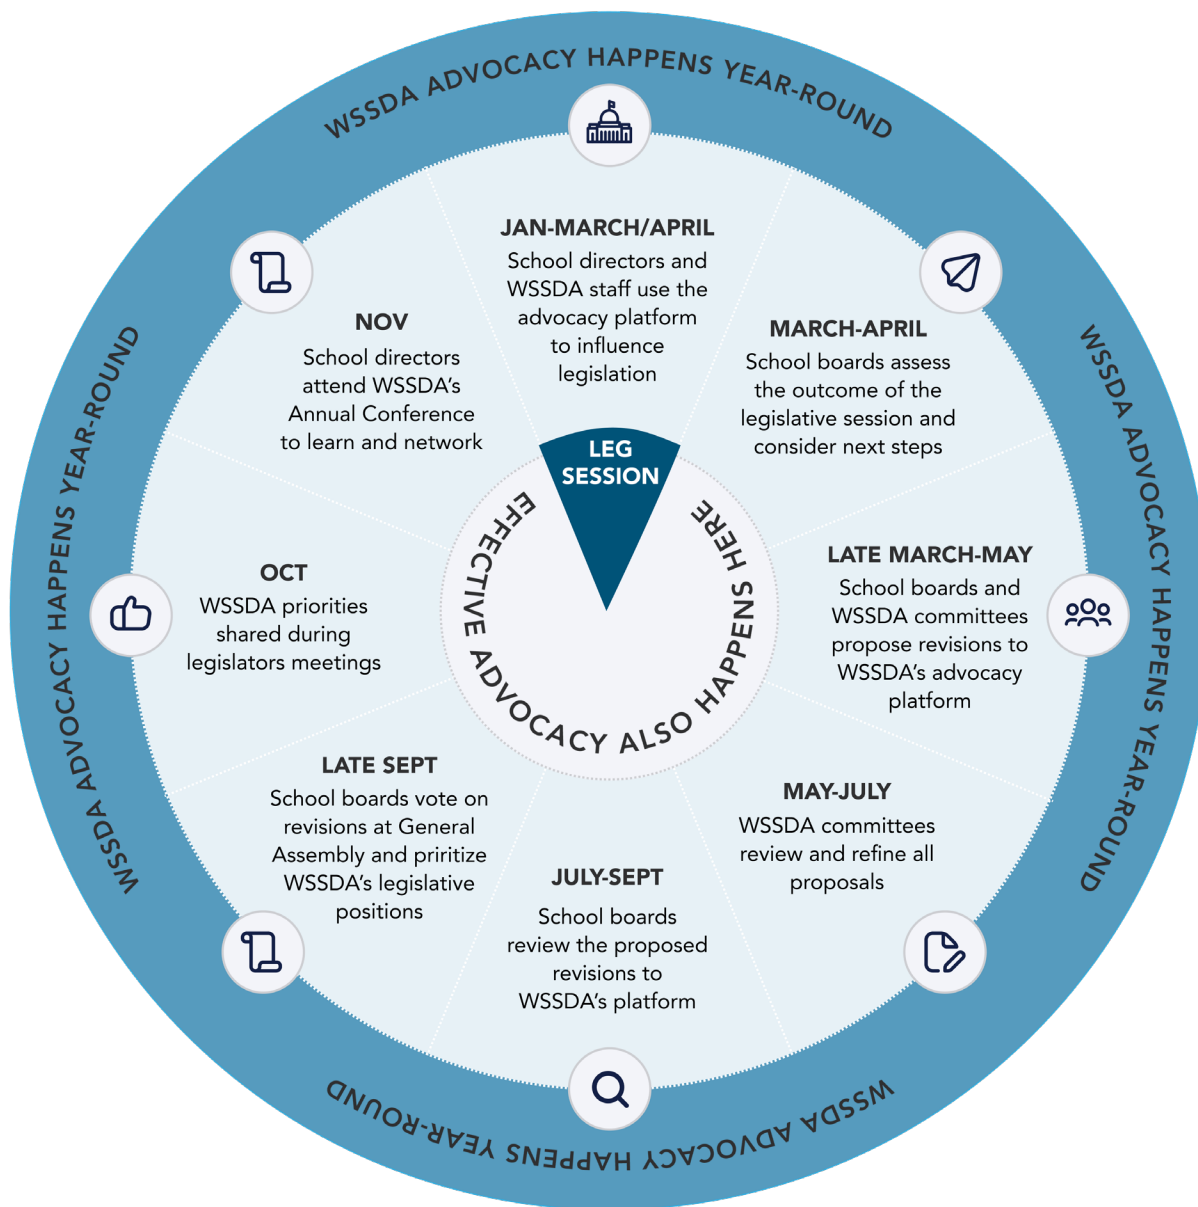 WSSDA ADVOCACY HAPPENS YEAR-ROUND
JAN-MARCH/APRIL
School directors and
WSSDA staff use the
advocacy platform
to influence
legislation
MARCH-APRIL
School boards assess
the outcome of the
legislative session and
consider next steps
WSSDA ADVOCACY HAPPENS YEAR-ROUND
LATE MARCH-MAY
School boards and
WSSDA committees
propose revisions to
WSSDA’s advocacy
platform
MAY-JULY
WSSDA committees
review and refine all
proposals
WSSDA ADVOCACY HAPPENS YEAR-ROUND
JULY-SEPT
School boards
review the proposed
revisions to
WSSDA’s platform
LATE SEPT
School boards vote on
revisions at General
Assembly and priritize
WSSDA’s legislative
positions
WSSDA ADVOCACY HAPPENS YEAR-ROUND
OCT
WSSDA priorities
shared during
legislators meetings
NOV
School directors
attend WSSDA’s
Annual Conference
to learn and network
LEG
SESSION
EFFECTIVE ADVOCACY ALSO HAPPENS HERE